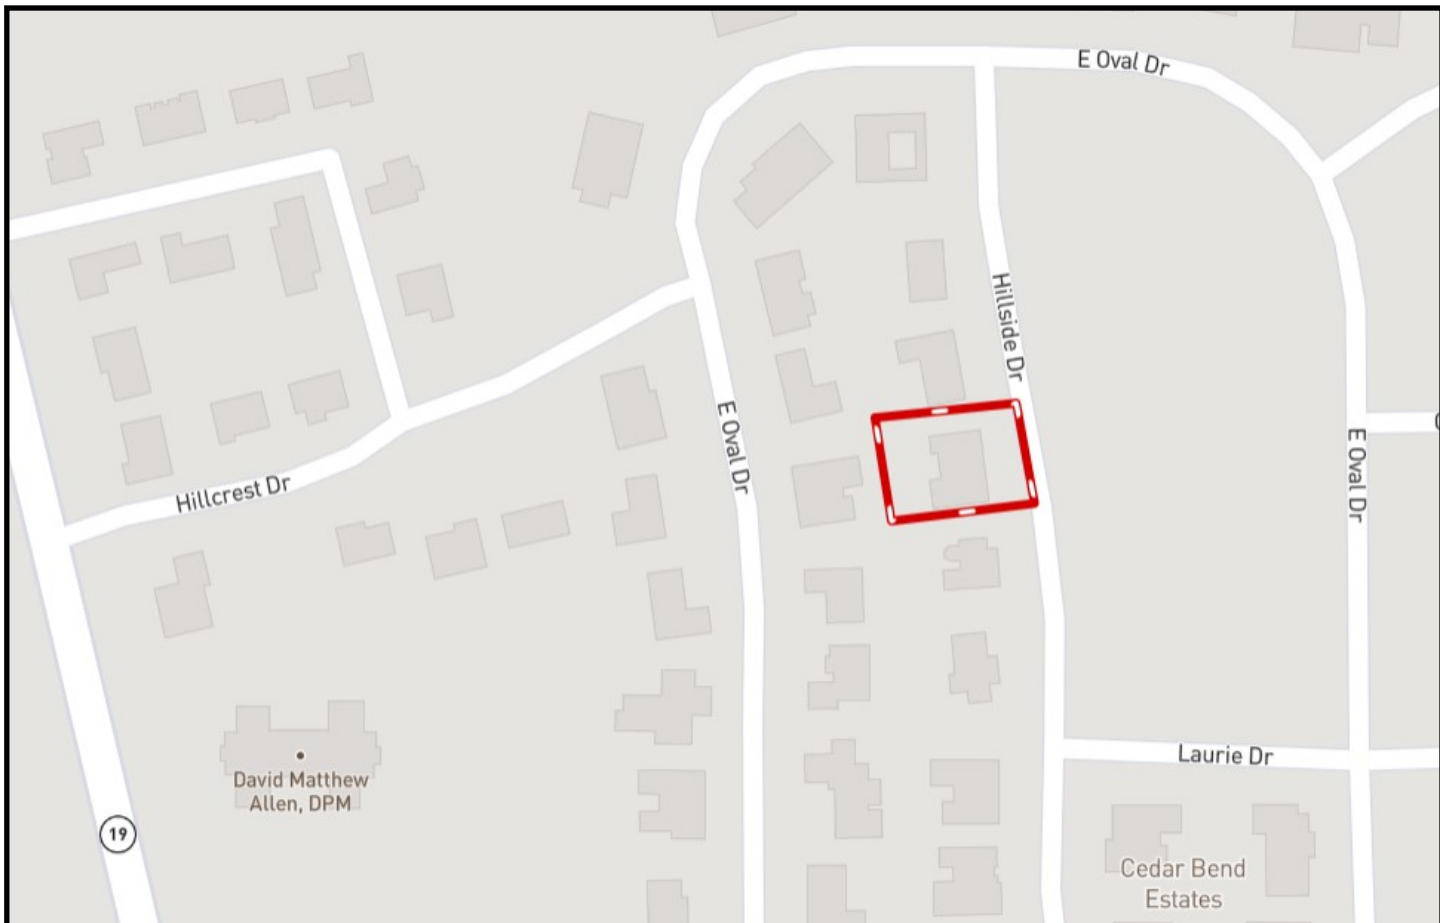 E Oval Dr
Hillside Dr
E Oval Dr
E Oval Dr
Hillcrest Dr
Laurie Dr
David Matthew
Allen, DPM
19
Cedar Bend
Estates